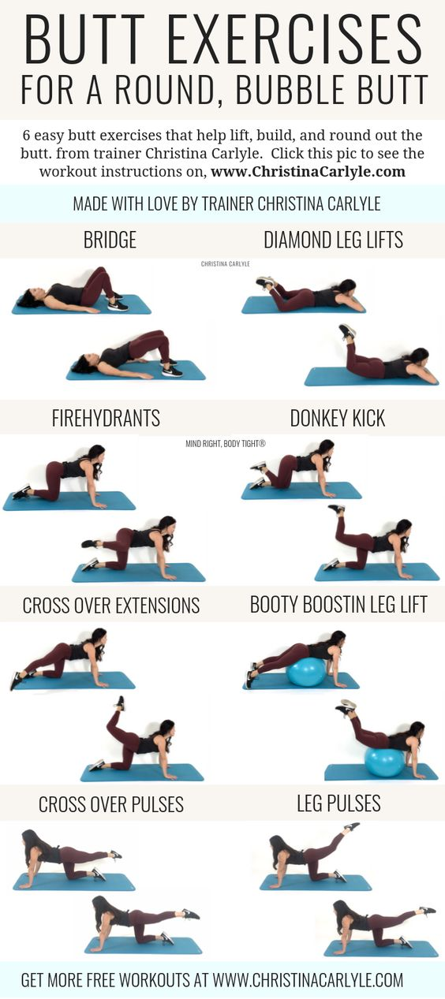 BUTT EXERCISES
FOR A ROUND, BUBBLE BUTT
6 easy butt exercises that help lift, build, and round out the
butt. from trainer Christina Carlyle.  Click this pic to see the
workout instructions on, www.ChristinaCarlyle.com
MADE WITH LOVE BY TRAINER CHRISTINA CARLYLE
BRIDGE
DIAMOND LEG LIFTS
CHRISTINA CARLYLE
FIREHYDRANTS
DONKEY KICK
MIND RIGHT, BODY TIGHT®
CROSS OVER EXTENSIONS
BOOTY BOOSTIN LEG LIFT
CROSS OVER PULSES
LEG PULSES
GET MORE FREE WORKOUTS AT WWW.CHRISTINACARLYLE.COM